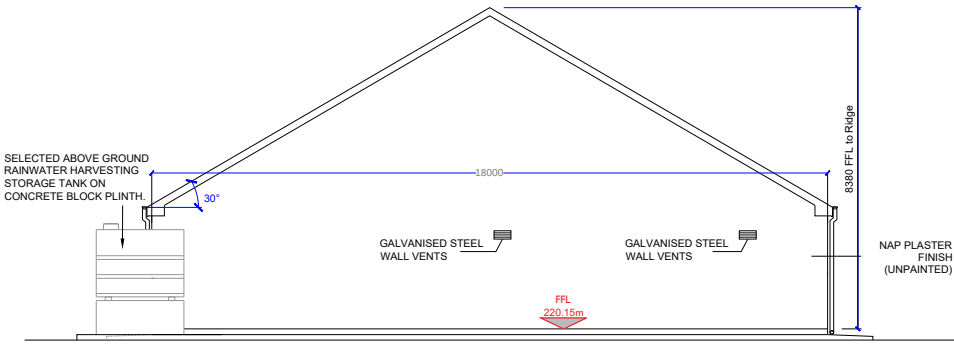 SELECTED ABOVE GROUND
RAINWATER HARVESTING
STORAGE TANK ON
CONCRETE BLOCK PLINTH.
30°
18000
8380 FFL to Ridge
GALVANISED STEEL
WALL VENTS
GALVANISED STEEL
WALL VENTS
NAP PLASTER
FINISH
(UNPAINTED)
FFL
220.15m